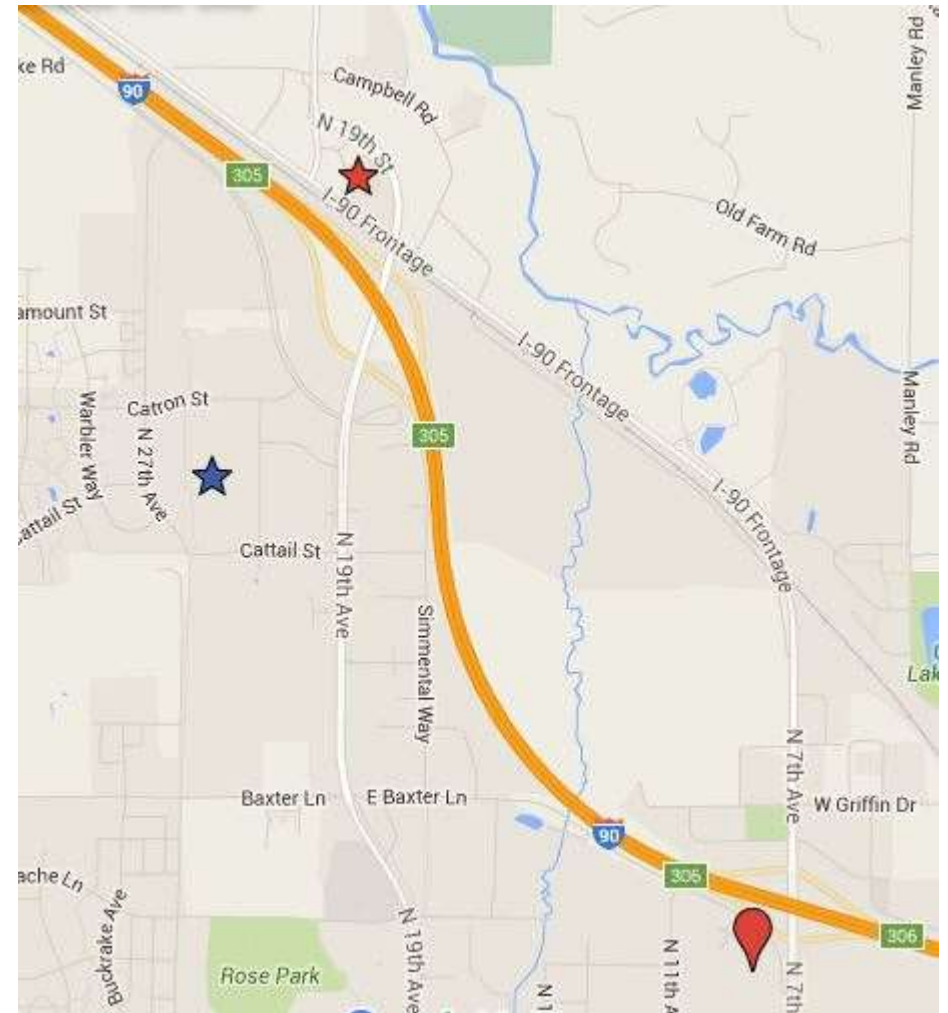 ke Rd
90
Campbell Rd
N 19th St
Manley Rd
305
I-90 Frontage
Old Farm Rd
amount St
I-90 Frontage
Catron St
Warbler Way
N 27th Ave
305
Manley Rd
attail St
I-90 Frontage
Cattail St
N 19th Ave
Simmental Way
Lak
N 7th Ave
Baxter Ln
E Baxter Ln
W Griffin Dr
90
306
ache Ln
Buckrake Ave
N 19th Ave
306
Rose Park
N 11th A
N 7th
N 1